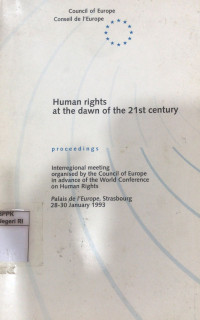 Council of Europe
Conseil de l'Europe
Human rights
at the dawn of the 21st century
proceedings
Interregional meeting
organised by the Council of Europe
in advance of the World Conference
on Human Rights
Palais de l'Europe, Strasbourg
28-30 January 1993